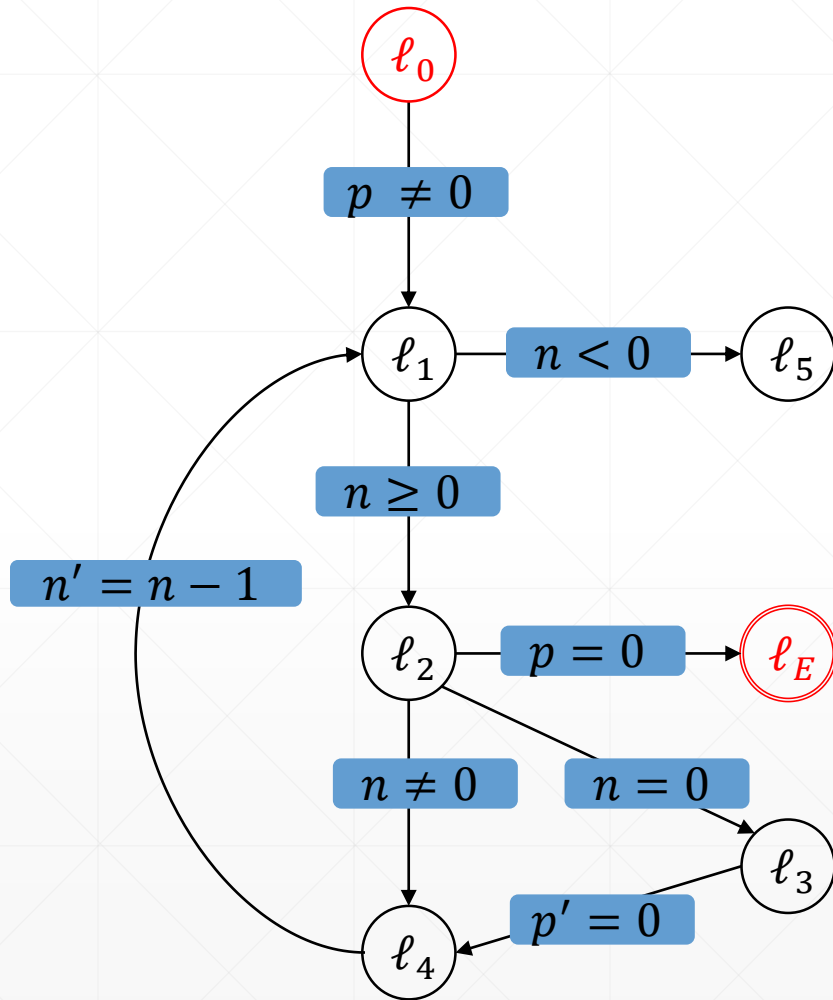 ℓ0
p ≠ 0
ℓ1
n < 0
ℓ5
n ≥ 0
n′ = n − 1
ℓ2
p = 0
ℓE
n ≠ 0
n = 0
ℓ3
p′ = 0
ℓ4